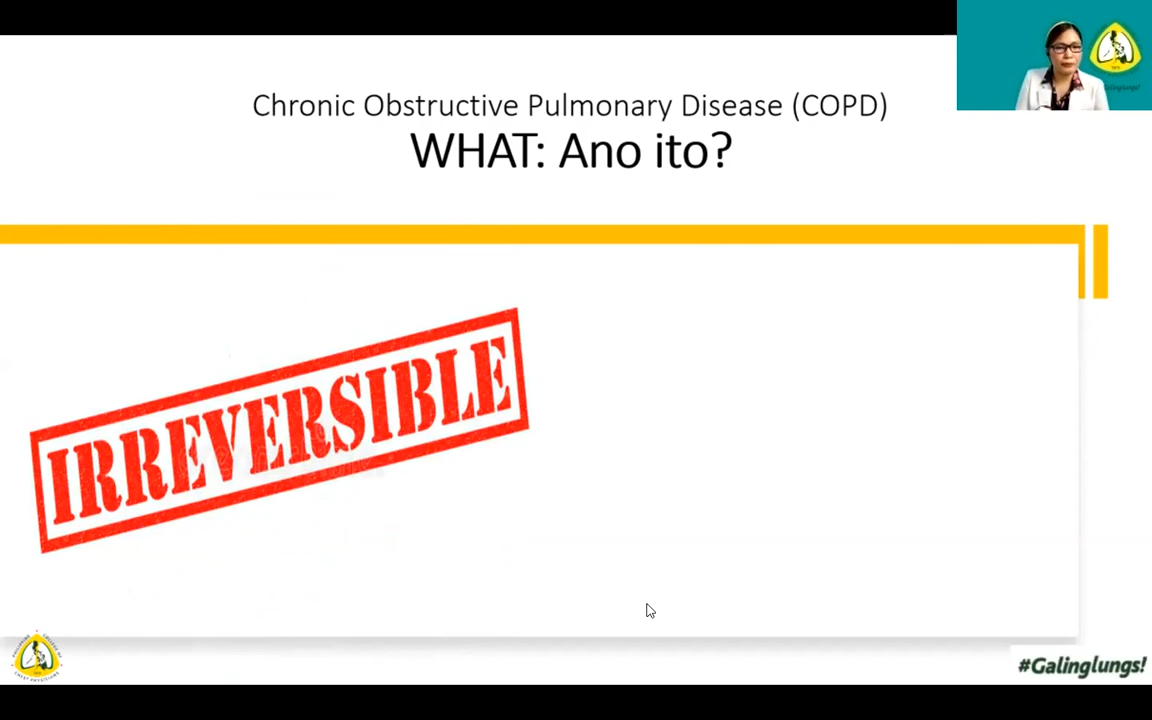 Chronic Obstructive Pulmonary Disease (COPD)
WHAT: Ano ito?
IRREVERSIBLE
#Galinglungs!